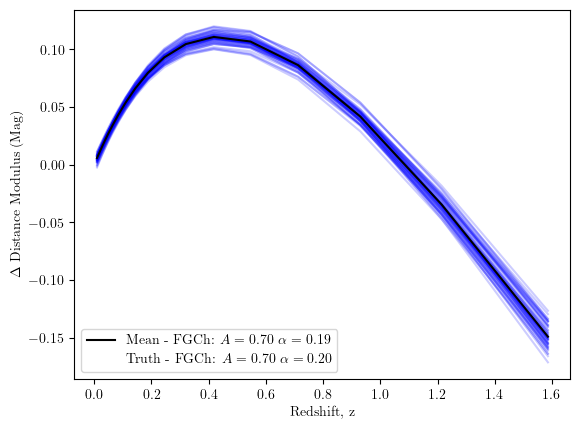 0.10
0.05
0.00
−0.05
−0.10
−0.15
Δ Distance Modulus (Mag)
Mean - FGCh: A = 0.70 α = 0.19
Truth - FGCh: A = 0.70 α = 0.20
0.0 0.2 0.4 0.6 0.8 1.0 1.2 1.4 1.6
Redshift, z